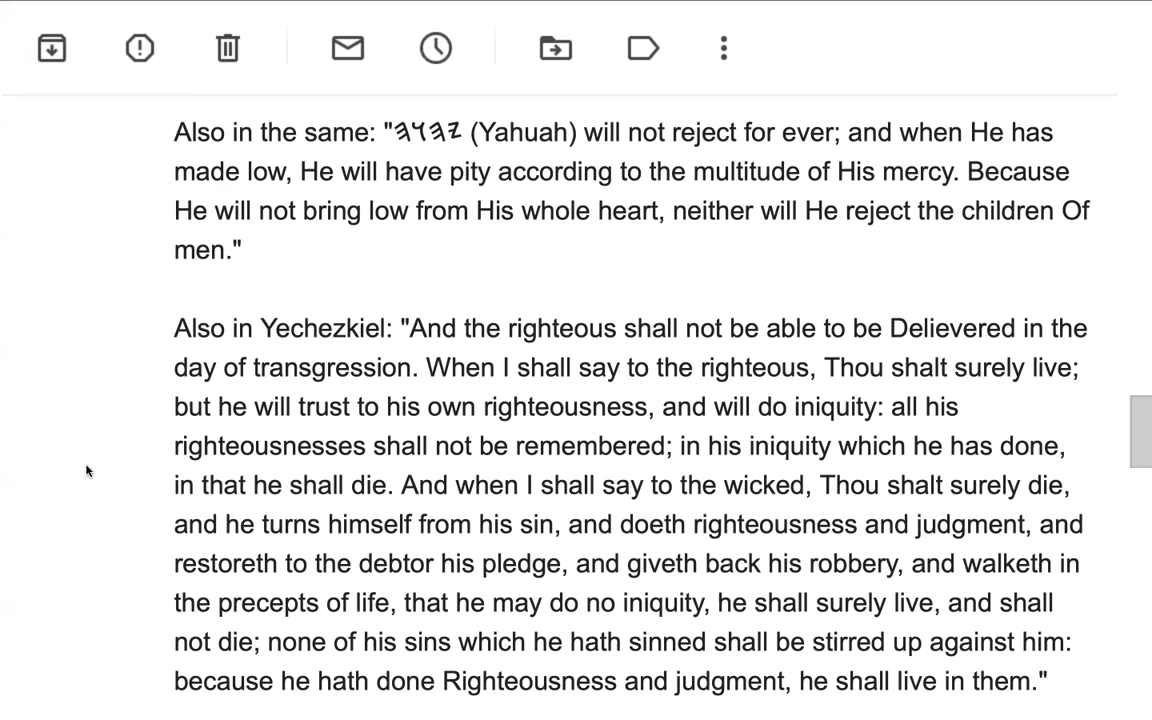 Also in the same: "𐤄𐤅𐤄𐤉 (Yahuah) will not reject for ever; and when He has
made low, He will have pity according to the multitude of His mercy. Because
He will not bring low from His whole heart, neither will He reject the children Of
men."
Also in Yechezkiel: "And the righteous shall not be able to be Delievered in the
day of transgression. When I shall say to the righteous, Thou shalt surely live;
but he will trust to his own righteousness, and will do iniquity: all his
righteousnesses shall not be remembered; in his iniquity which he has done,
in that he shall die. And when I shall say to the wicked, Thou shalt surely die,
and he turns himself from his sin, and doeth righteousness and judgment, and
restoreth to the debtor his pledge, and giveth back his robbery, and walketh in
the precepts of life, that he may do no iniquity, he shall surely live, and shall
not die; none of his sins which he hath sinned shall be stirred up against him:
because he hath done Righteousness and judgment, he shall live in them."